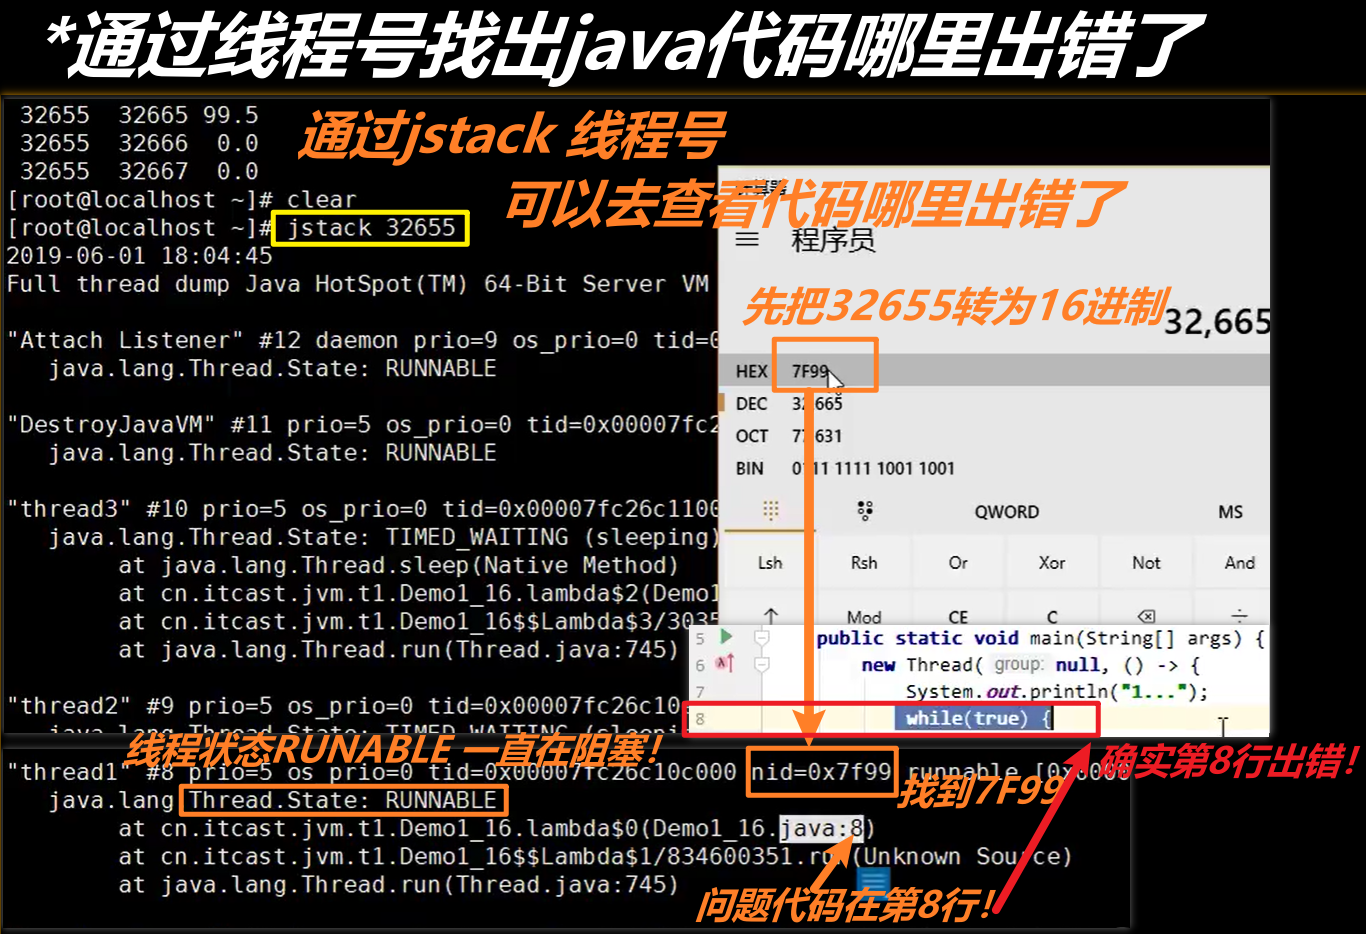 *通过线程号找出java代码哪里出错了
32655 32665 99.5
32655 32666 0.0
32655 32667 0.0
通过jstack 线程号
可以去查看代码哪里出错了
[root@localhost ~]# clear
[root@localhost ~]# jstack 32655
2019-06-01 18:04:45
Full thread dump Java HotSpot(TM) 64-Bit Server VM
"Attach Listener" #12 daemon prio=9 os_prio=0 tid=0
java.lang.Thread.State: RUNNABLE
"DestroyJavaVM" #11 prio=5 os_prio=0 tid=0x00007fc2
java.lang.Thread.State: RUNNABLE
"thread3" #10 prio=5 os_prio=0 tid=0x00007fc26c1100
java.lang.Thread.State: TIMED_WAITING (sleeping)
at java.lang.Thread.sleep(Native Method)
at cn.itcast.jvm.t1.Demo1_16.lambda$2(Demo1
at cn.itcast.jvm.t1.Demo1_16$$Lambda$3/3035
at java.lang.Thread.run(Thread.java:745)
"thread2" #9 prio=5 os_prio=0 tid=0x00007fc26c10
程序员
先把32655转为16进制
32,665
HEX 7F99
DEC 32,665
OCT 77,631
BIN 0111 1111 1001 1001
QWORD MS
Lsh Rsh Or Xor Not And
Mod CE C ÷
5 public static void main(String[] args) {
6 new Thread( group: null, () -> {
7 System.out.println("1...");
8 while(true) {
线程状态RUNABLE 一直在阻塞！
确实第8行出错！
"thread1" #8 prio=5 os_prio=0 tid=0x00007fc26c10c000 nid=0x7f99 runnable [0x0000
找到7F99
java.lang.Thread.State: RUNNABLE
at cn.itcast.jvm.t1.Demo1_16.lambda$0(Demo1_16.java:8)
at cn.itcast.jvm.t1.Demo1_16$$Lambda$1/834600351.run(Unknown Source)
at java.lang.Thread.run(Thread.java:745)
问题代码在第8行！